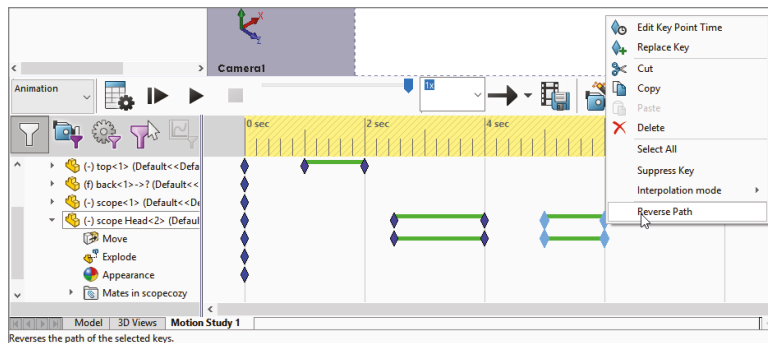 Edit Key Point Time
Replace Key
Cut
Copy
Paste
Delete
Select All
Suppress Key
Interpolation mode
Reverse Path
X
Z
Camera1
Animation
1x
0 sec
2 sec
4 sec
(-) top<1> (Default<<Defa
(f) back<1>->? (Default<<
(-) scope<1> (Default<<De
(-) scope Head<2> (Defaul
Move
Explode
Appearance
Mates in scopecozy
Model
3D Views
Motion Study 1
Reverses the path of the selected keys.